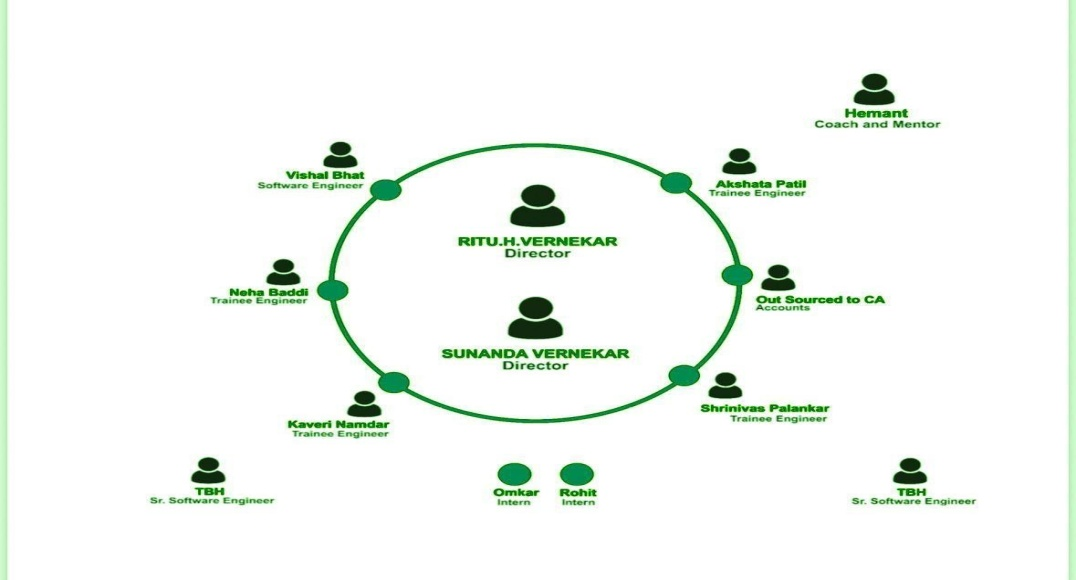 Hemant
Coach and Mentor
Vishal Bhat
Software Engineer
Akshata Patil
Trainee Engineer
RITU.H.VERNEKAR
Director
Neha Baddi
Trainee Engineer
Out Sourced to CA
Accounts
SUNANDA VERNEKAR
Director
Kaveri Namdar
Trainee Engineer
Shrinivas Palankar
Trainee Engineer
TBH
Sr. Software Engineer
Omkar
Intern
Rohit
Intern
TBH
Sr. Software Engineer